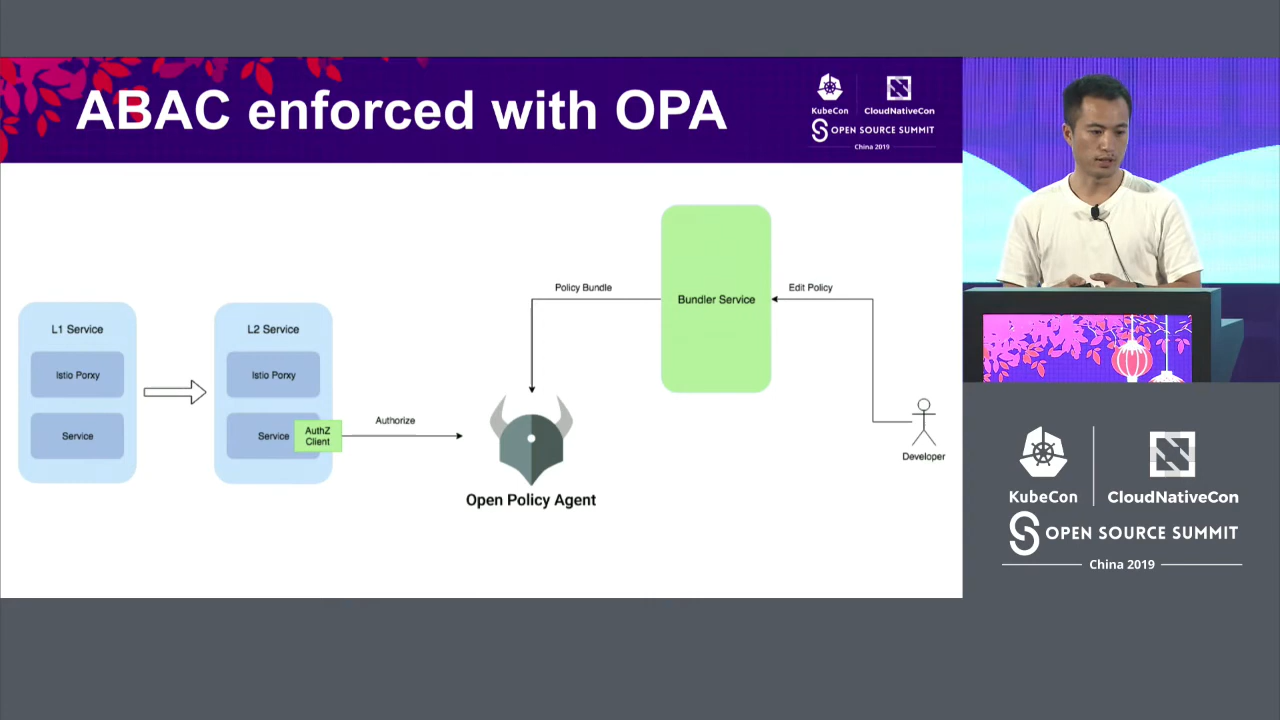 ABAC enforced with OPA
KubeCon
CloudNativeCon
OPEN SOURCE SUMMIT
China 2019
L1 Service
Istio Porxy
Service
L2 Service
Istio Porxy
Service
AuthZ
Client
Authorize
Policy Bundle
Bundler Service
Edit Policy
Developer
Open Policy Agent
KubeCon
CloudNativeCon
OPEN SOURCE SUMMIT
China 2019